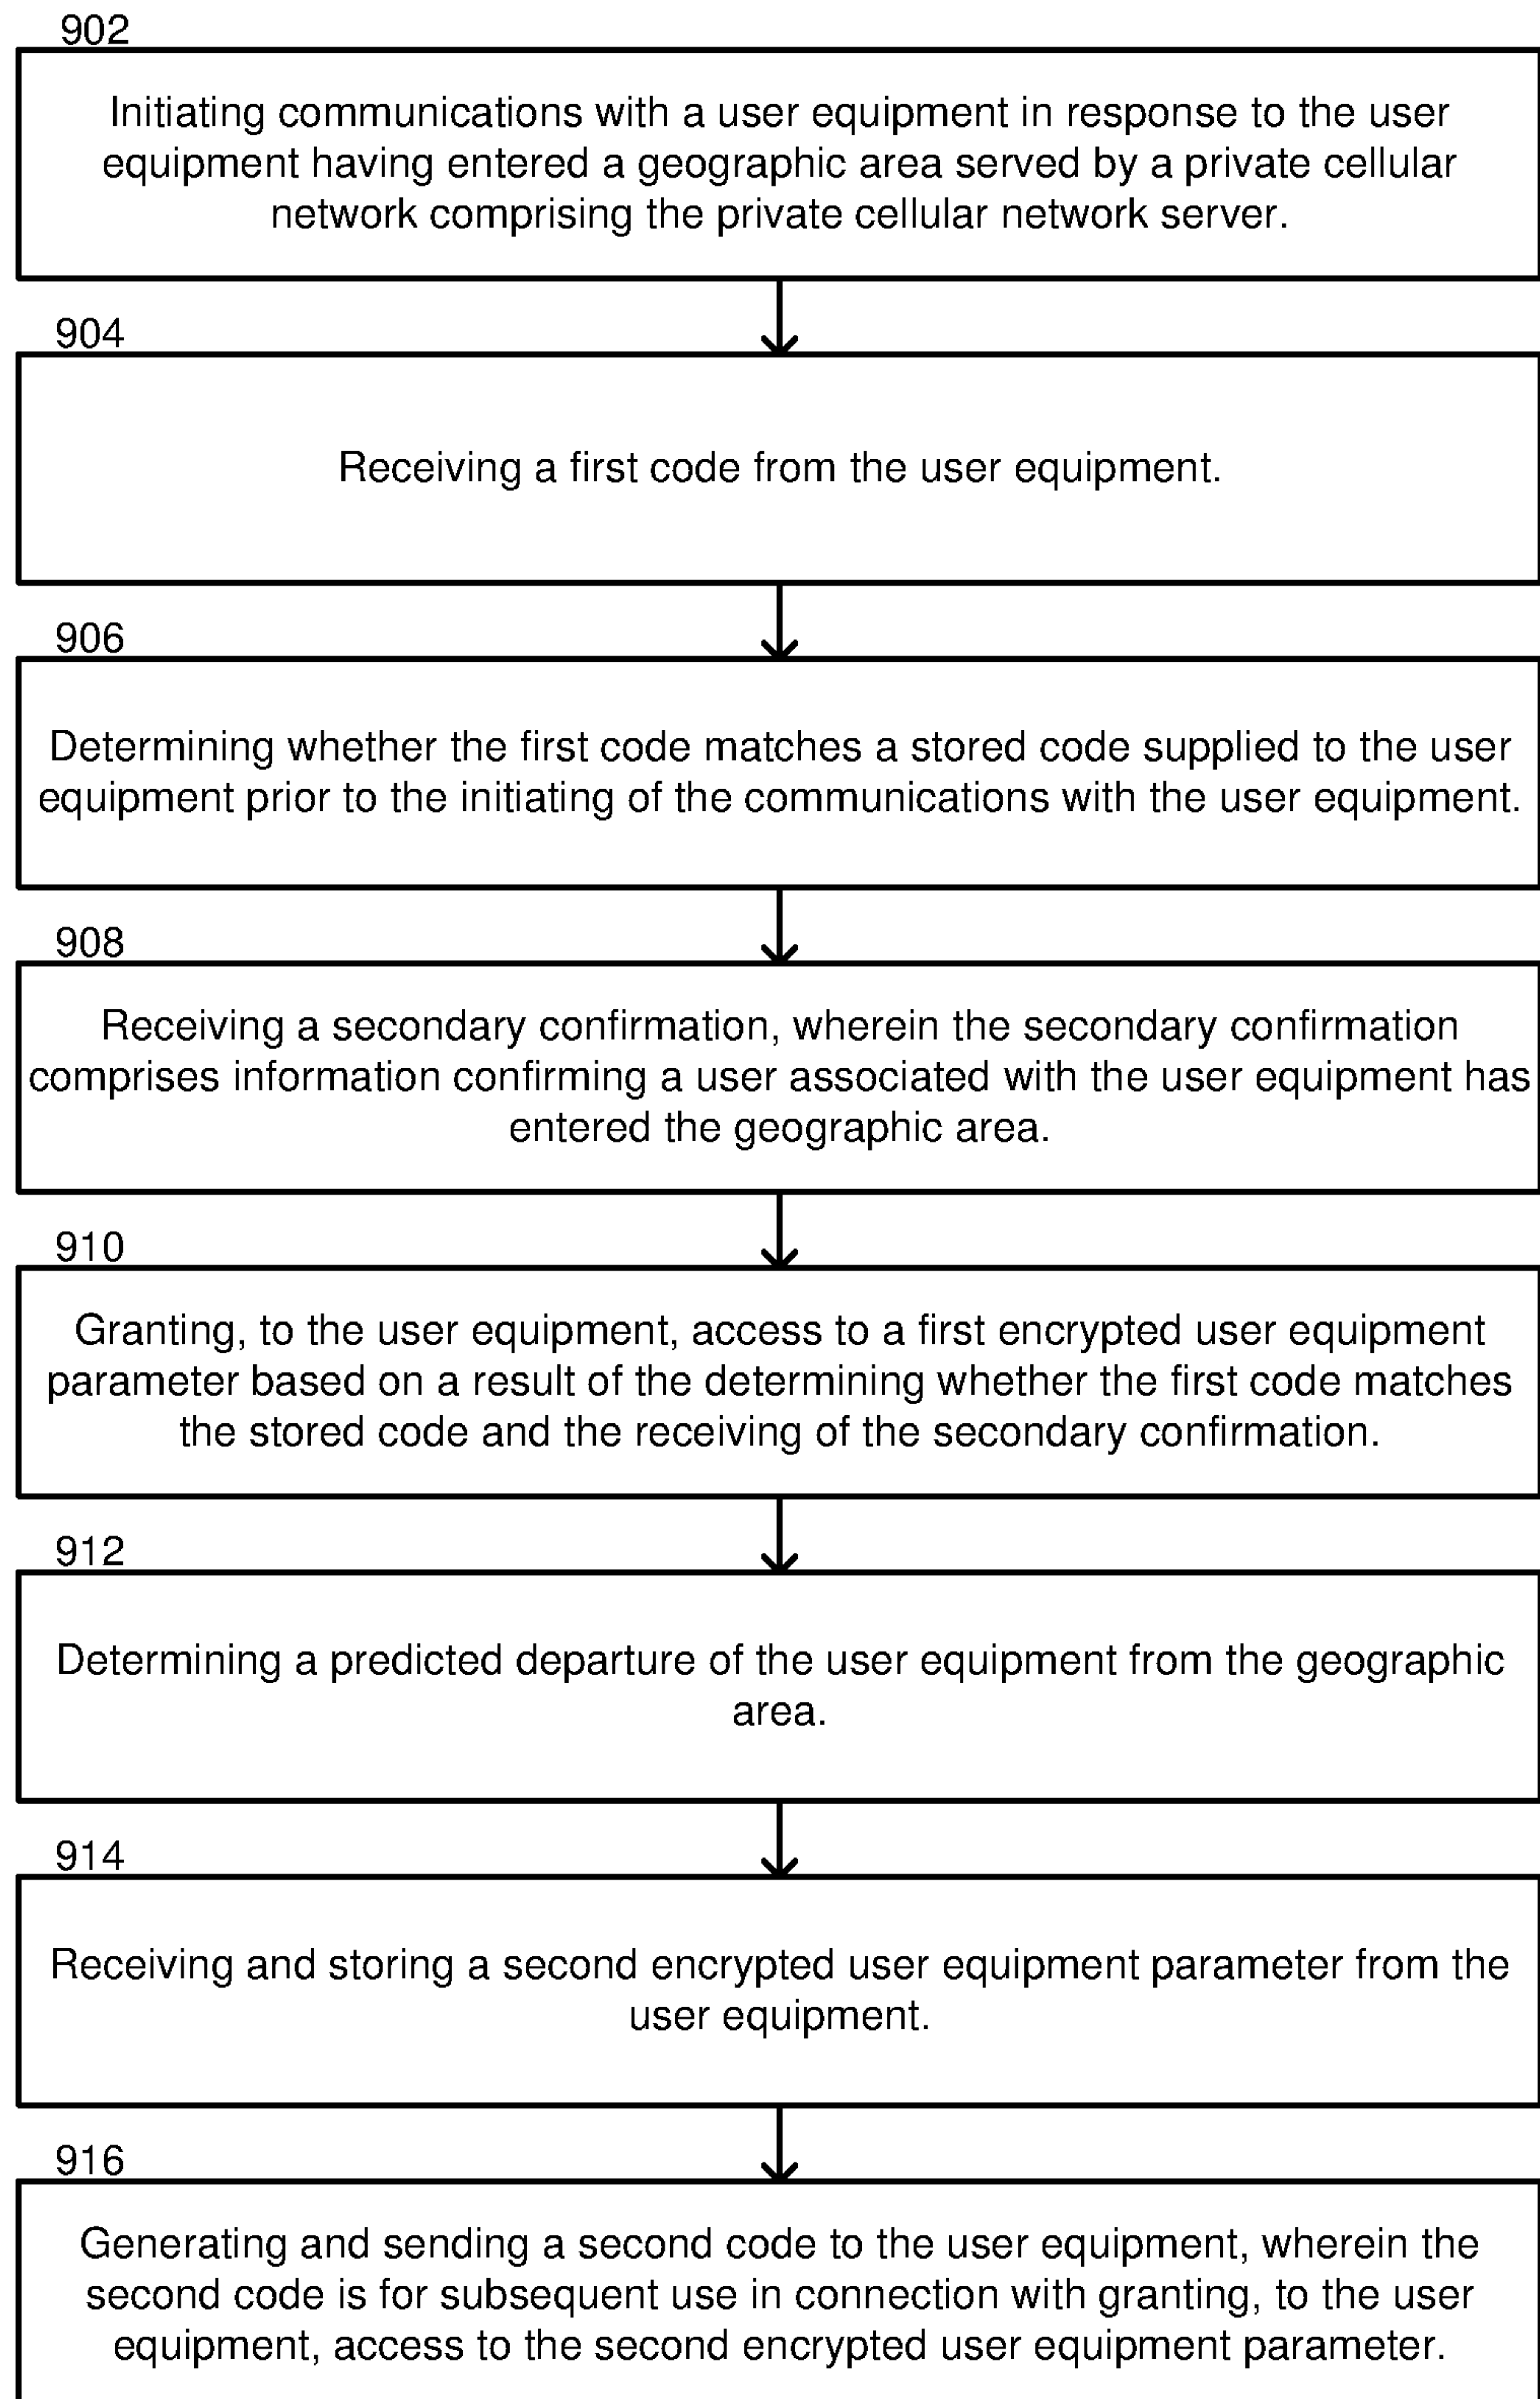 902
Initiating communications with a user equipment in response to the user
equipment having entered a geographic area served by a private cellular
network comprising the private cellular network server.
904
Receiving a first code from the user equipment.
906
Determining whether the first code matches a stored code supplied to the user
equipment prior to the initiating of the communications with the user equipment.
908
Receiving a secondary confirmation, wherein the secondary confirmation
comprises information confirming a user associated with the user equipment has
entered the geographic area.
910
Granting, to the user equipment, access to a first encrypted user equipment
parameter based on a result of the determining whether the first code matches
the stored code and the receiving of the secondary confirmation.
912
Determining a predicted departure of the user equipment from the geographic
area.
914
Receiving and storing a second encrypted user equipment parameter from the
user equipment.
916
Generating and sending a second code to the user equipment, wherein the
second code is for subsequent use in connection with granting, to the user
equipment, access to the second encrypted user equipment parameter.